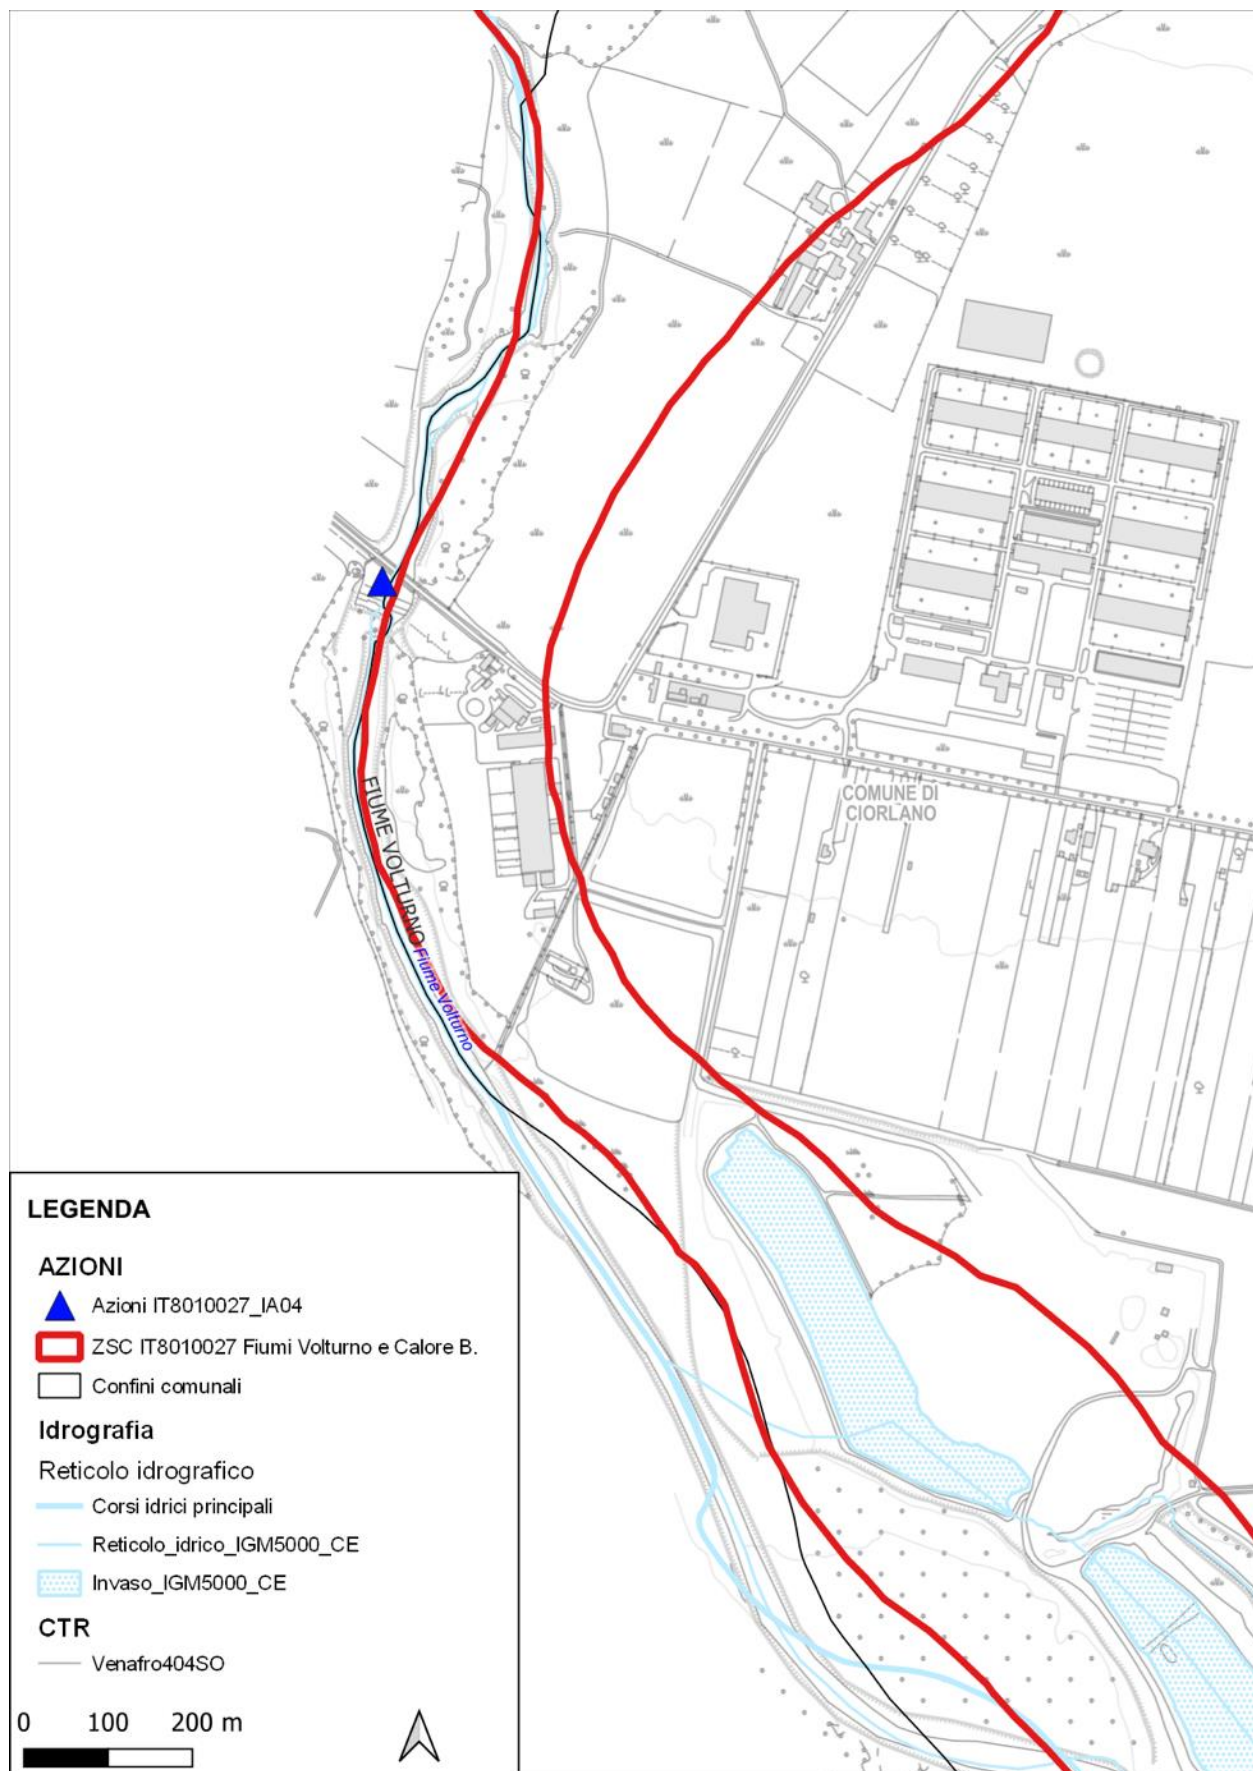 COMUNE DI
CIORLANO
FIUME VOLTURNO
Fiume Volturno
LEGENDA
AZIONI
Azioni IT8010027_IA04
ZSC IT8010027 Fiumi Volturno e Calore B.
Confini comunali
Idrografia
Reticolo idrografico
Corsi idrici principali
Reticolo_idrico_IGM5000_CE
Invaso_IGM5000_CE
CTR
Venafro404SO
0 100 200 m